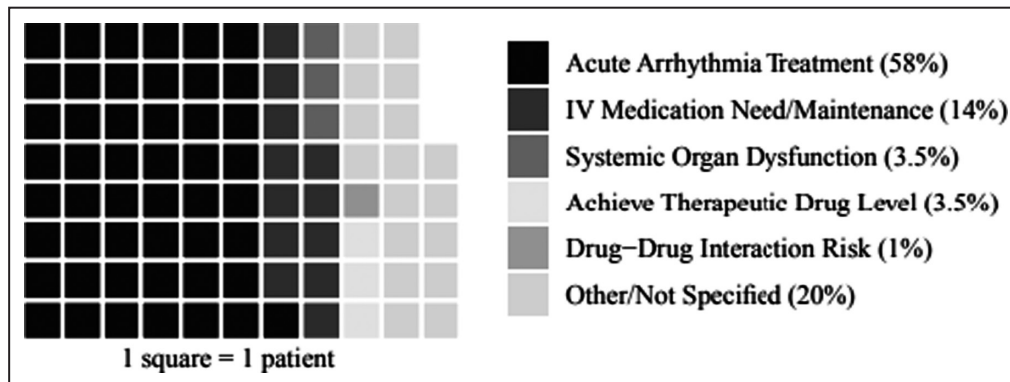 Acute Arrhythmia Treatment (58%)
IV Medication Need/Maintenance (14%)
Systemic Organ Dysfunction (3.5%)
Achieve Therapeutic Drug Level (3.5%)
Drug−Drug Interaction Risk (1%)
Other/Not Specified (20%)
1 square = 1 patient